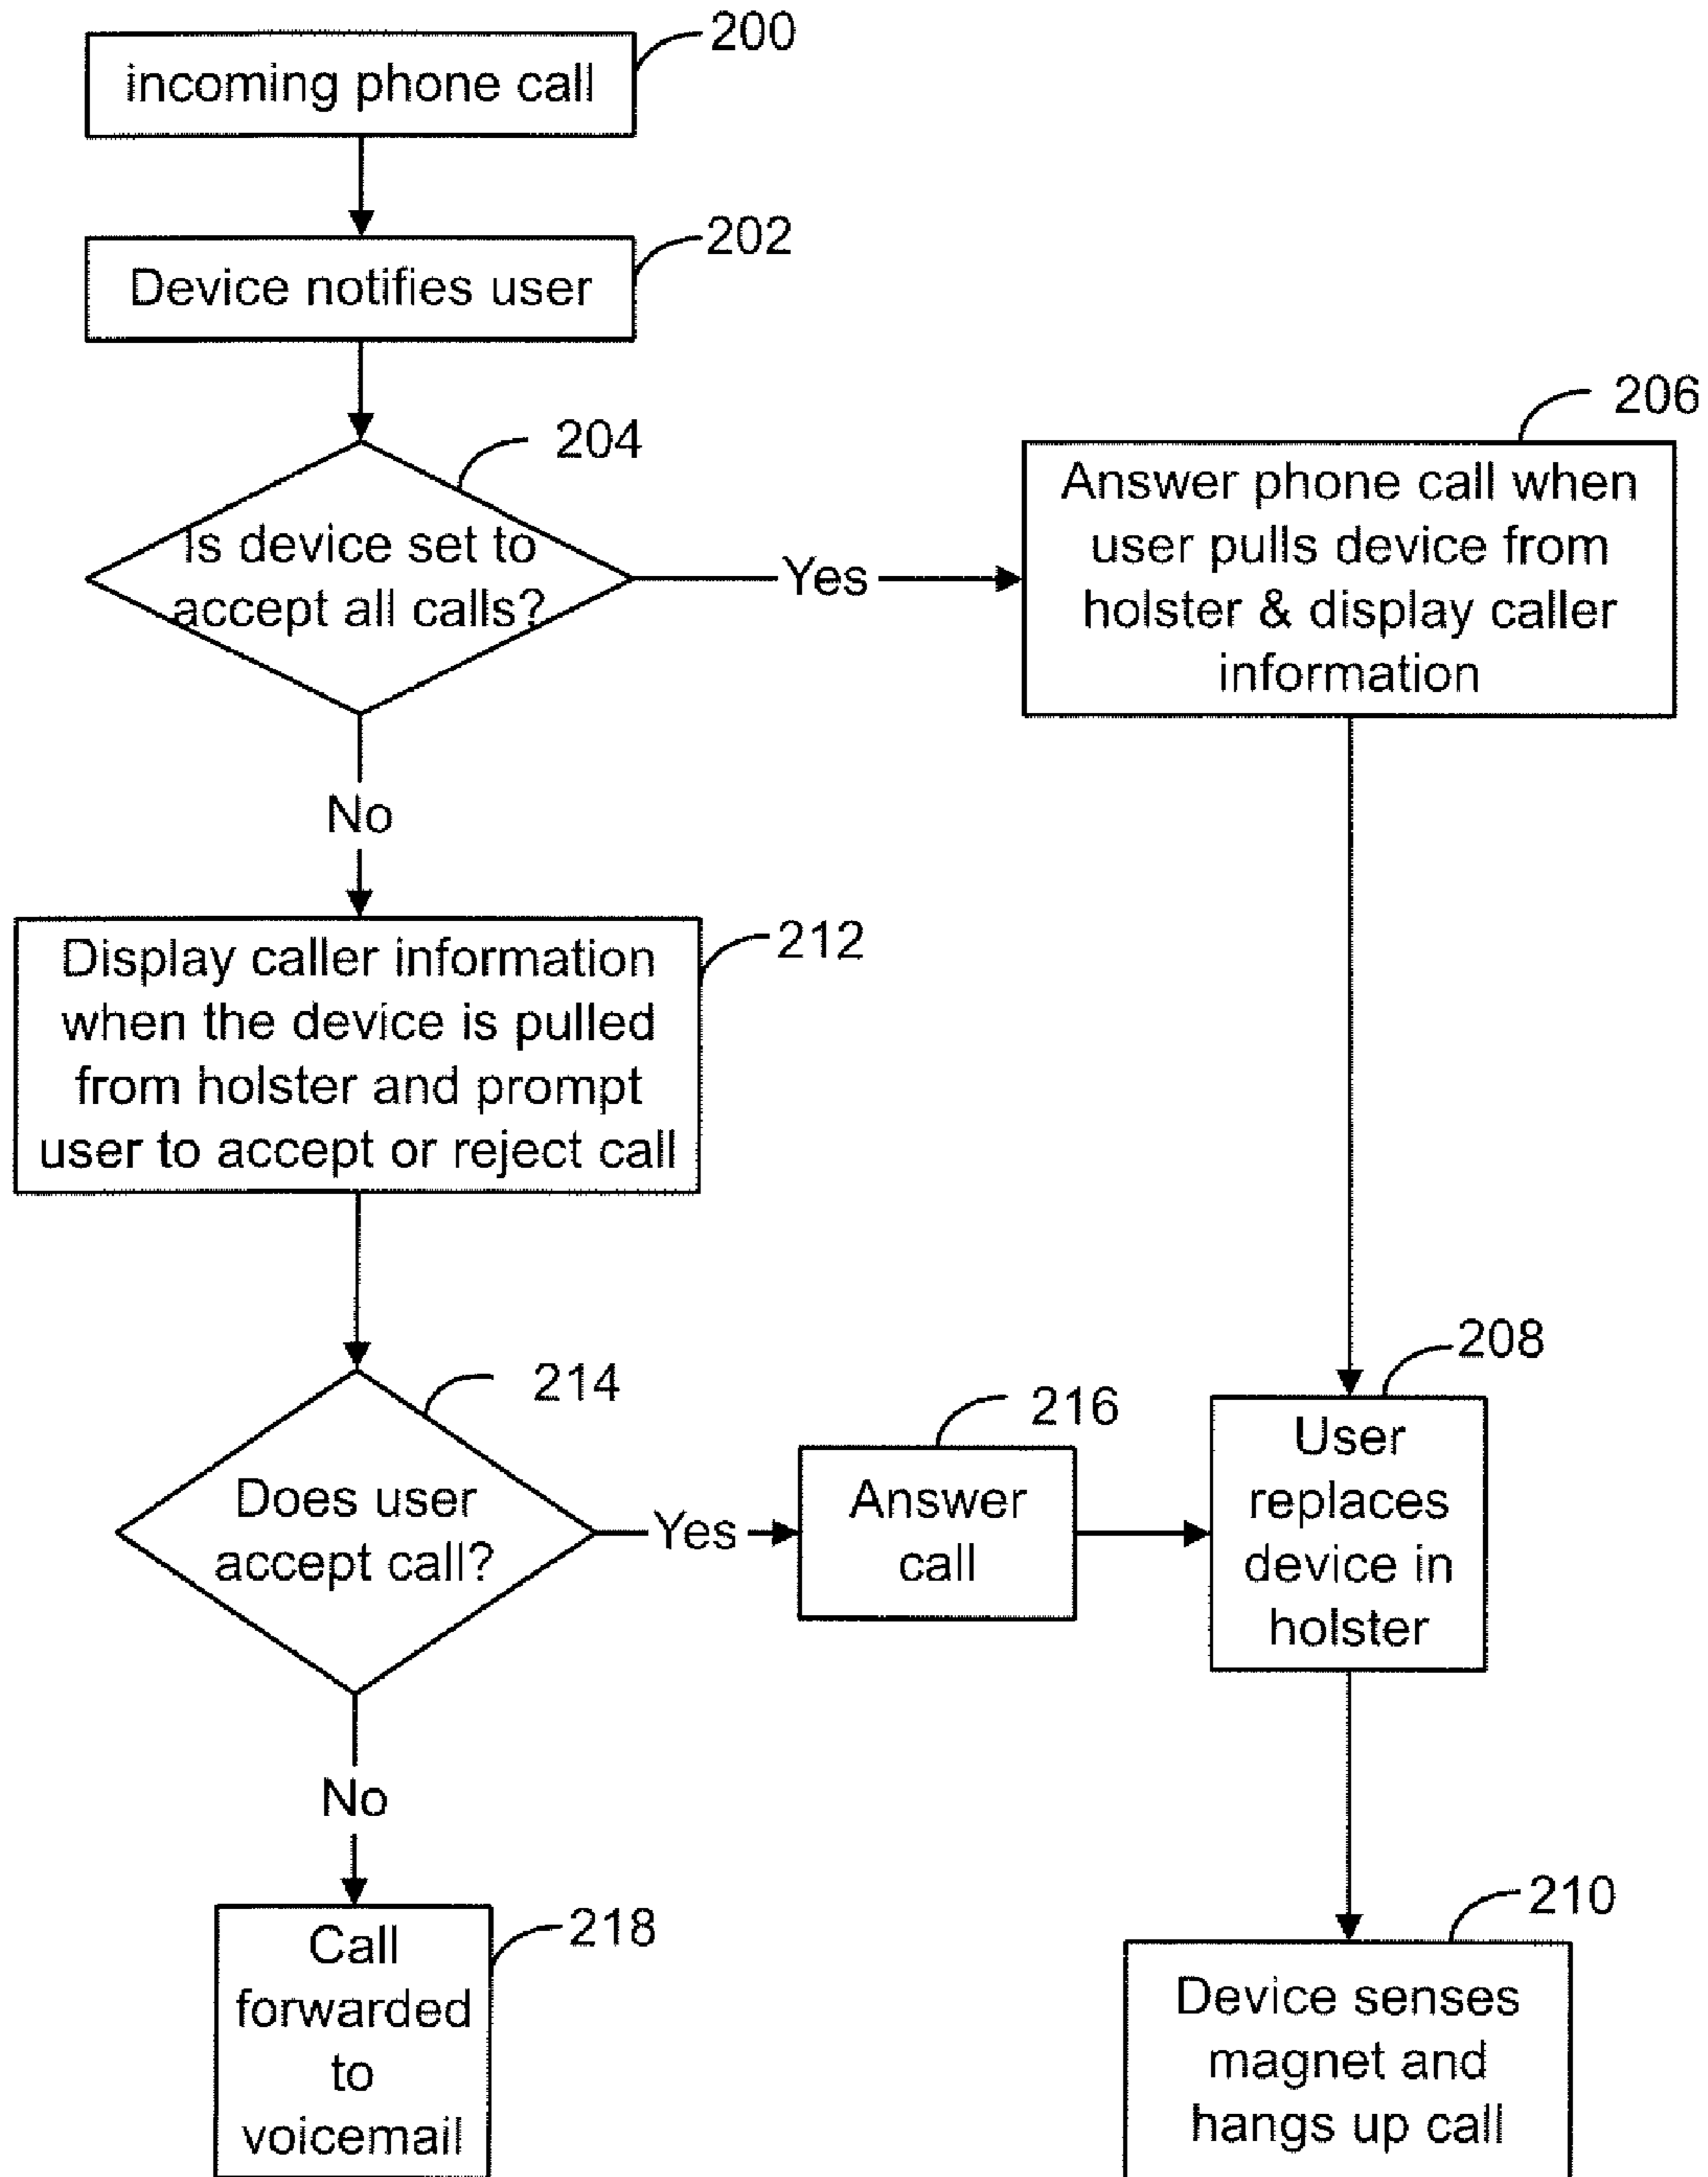 200
incoming phone call
202
Device notifies user
204
Is device set to
accept all calls?
Yes
206
Answer phone call when
user pulls device from
holster & display caller
information
No
212
Display caller information
when the device is pulled
from holster and prompt
user to accept or reject call
214
Does user
accept call?
Yes
216
Answer
call
208
User
replaces
device in
holster
No
218
Call
forwarded
to
voicemail
210
Device senses
magnet and
hangs up call